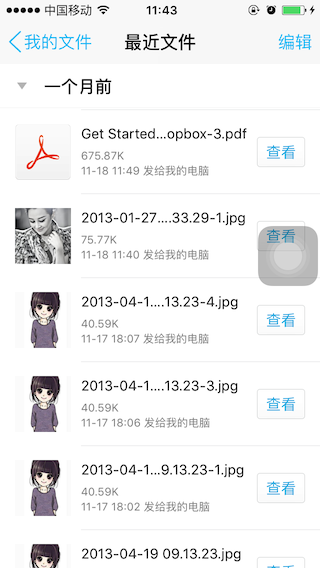 中国移动 11:43
我的文件 最近文件 编辑
一个月前
Get Started...opbox-3.pdf
675.87K
11-18 11:49 发给我的电脑
查看
2013-01-27....33.29-1.jpg
75.77K
11-18 11:40 发给我的电脑
查看
2013-04-1....13.23-4.jpg
40.59K
11-17 18:07 发给我的电脑
查看
2013-04-1....13.23-3.jpg
40.59K
11-17 18:06 发给我的电脑
查看
2013-04-1...9.13.23-1.jpg
40.59K
11-17 18:02 发给我的电脑
查看
2013-04-19 09.13.23.jpg
查看